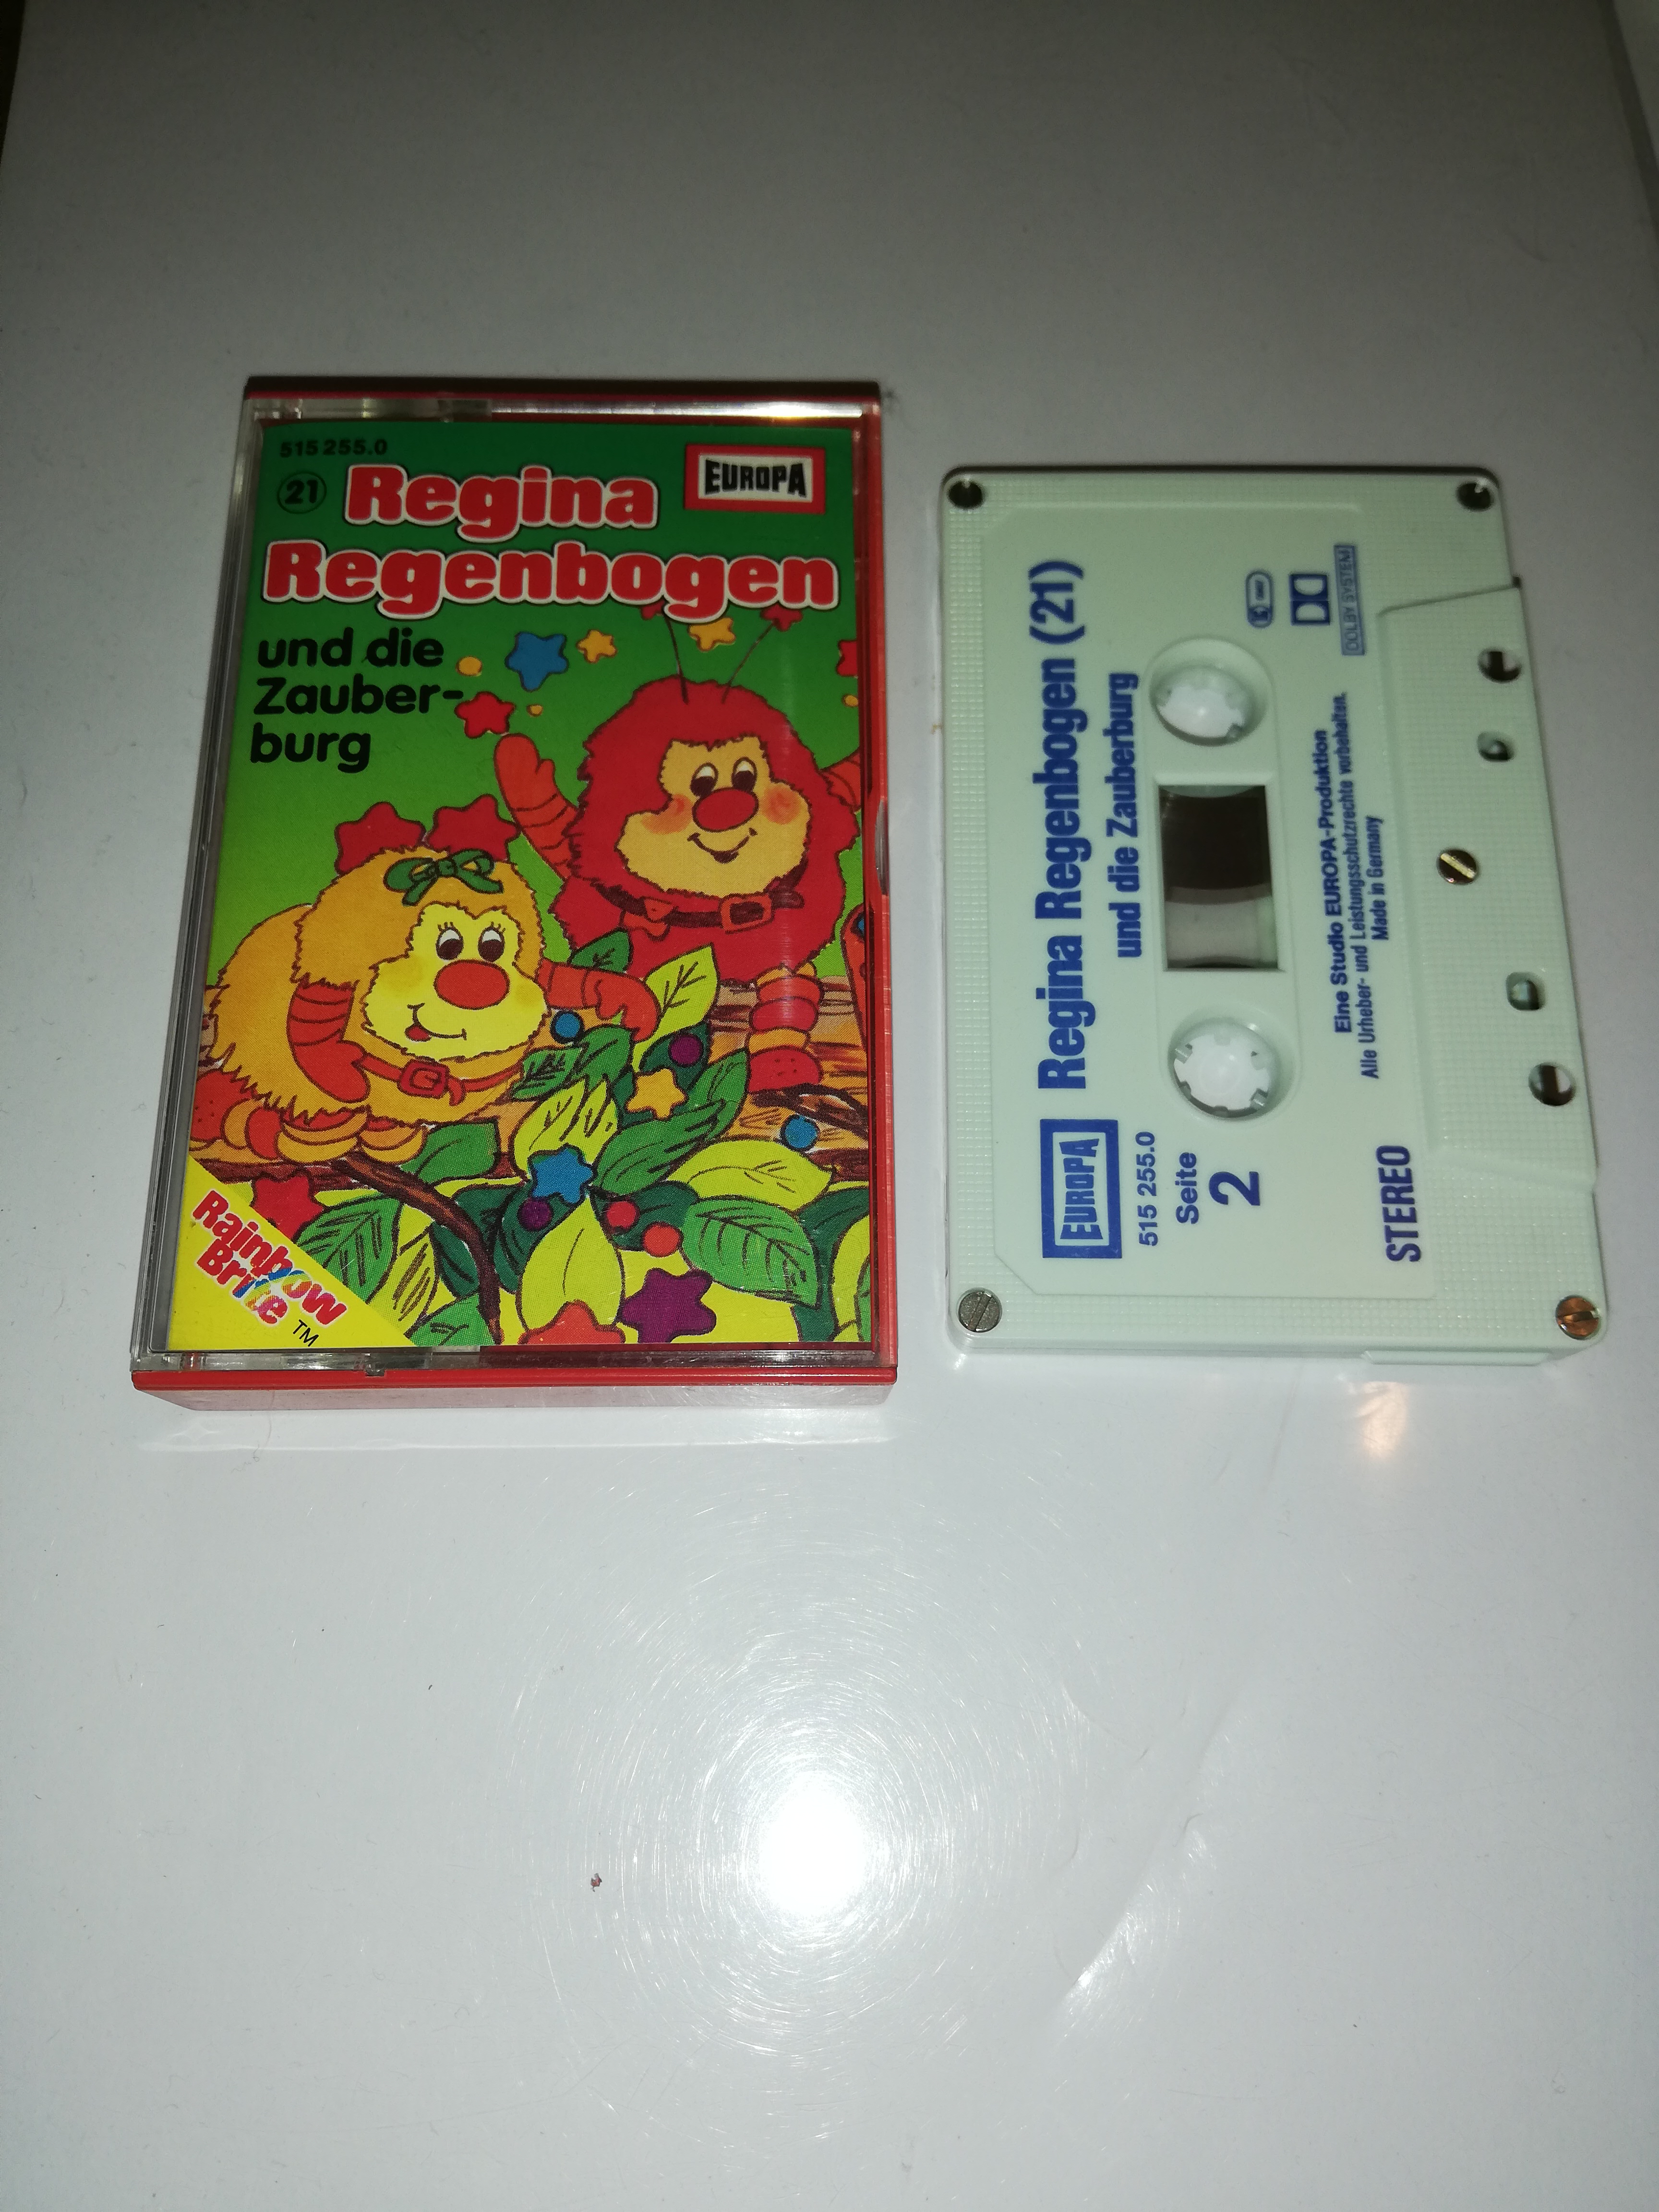 515 255.0
EUROPA
21
Regina
Regenbogen
und die
Zauber-
burg
Rainbow
Brite TM
EUROPA
Regina Regenbogen (21)
515 255.0
und die Zauberburg
Seite
2
DOLBY SYSTEM
Eine Studio EUROPA-Produktion
Alle Urheber- und Leistungsschutzrechte vorbehalten.
Made in Germany
STEREO